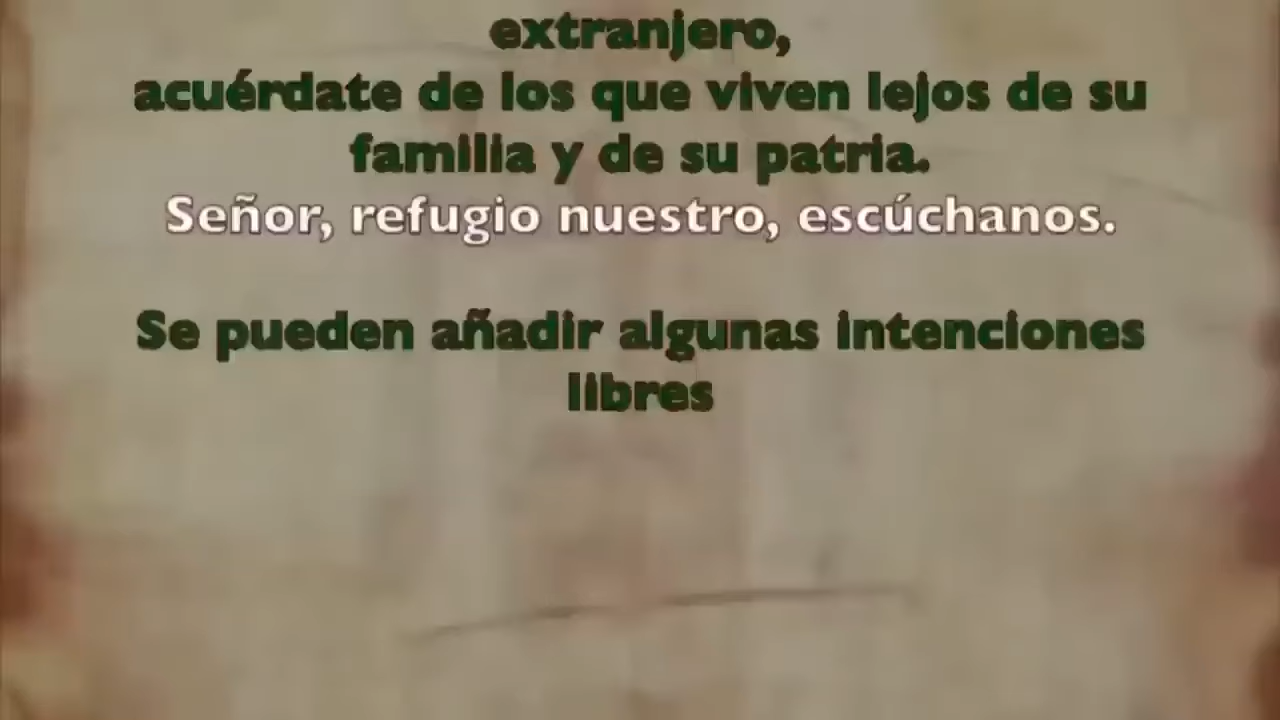 extranjero,
acuérdate de los que viven lejos de su
familia y de su patria.
Señor, refugio nuestro, escúchanos.
Se pueden añadir algunas intenciones
libres